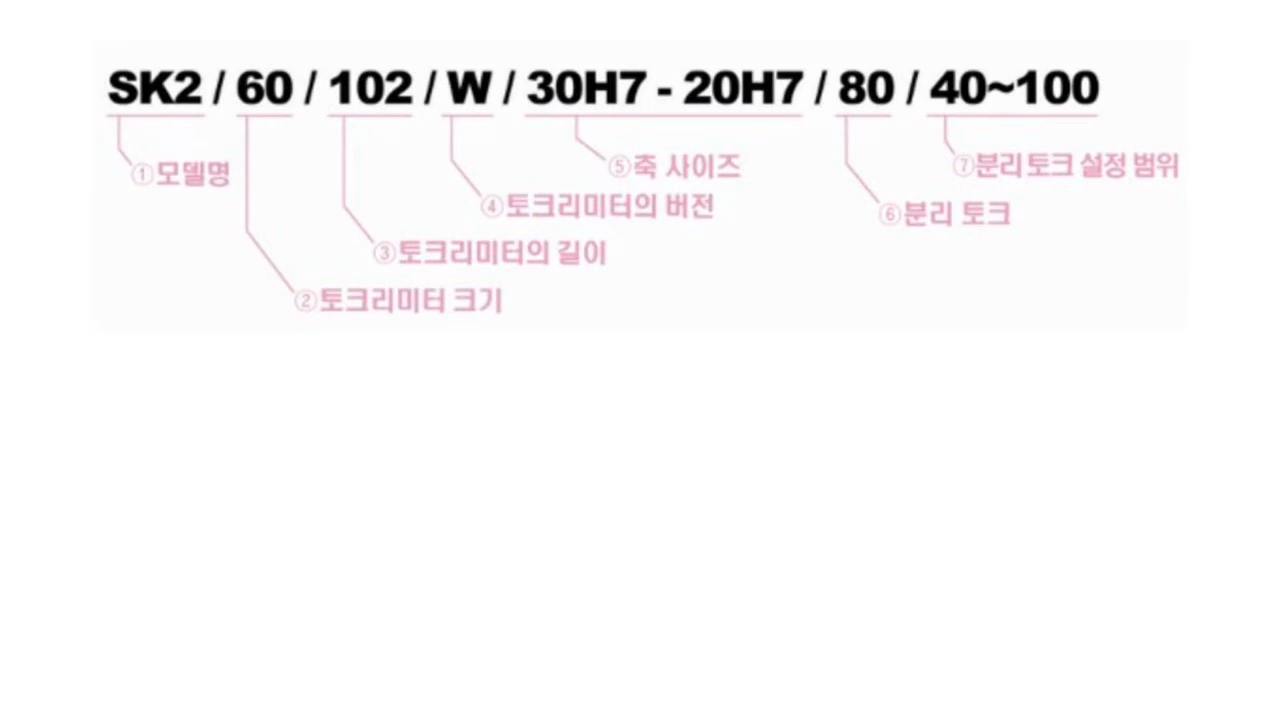 SK2 / 60 / 102 / W / 30H7 - 20H7 / 80 / 40~100
①모델명
②토크리미터 크기
③토크리미터의 길이
④토크리미터의 버전
⑤축 사이즈
⑥분리 토크
⑦분리 토크 설정 범위